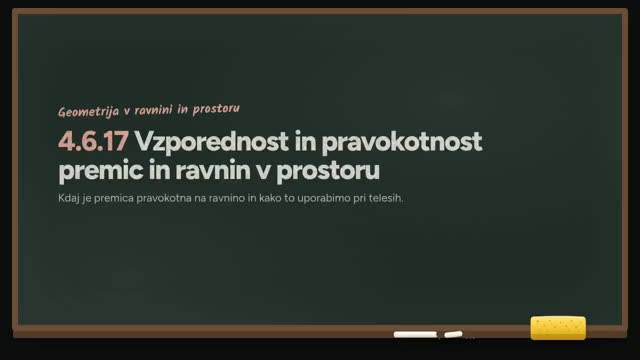 Geometrija v ravnini in prostoru
4.6.17 Vzporednost in pravokotnost
premic in ravnin v prostoru
Kdaj je premica pravokotna na ravnino in kako to uporabimo pri telesih.